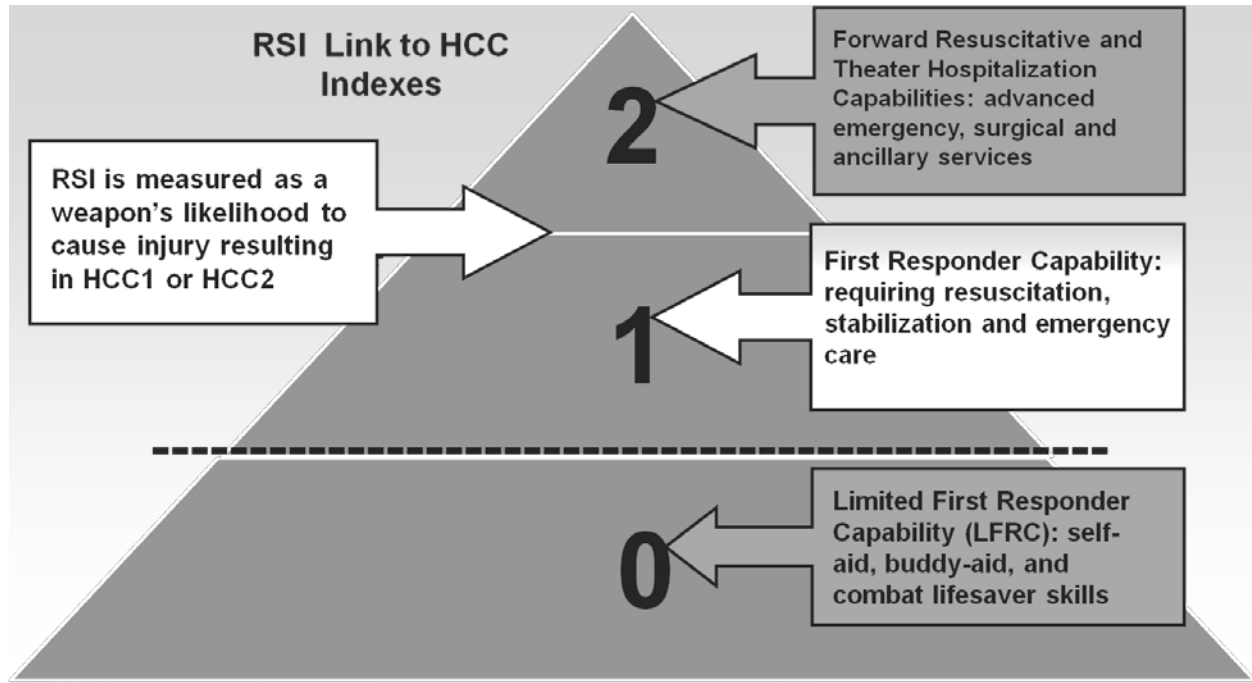 RSI Link to HCC
Indexes
2
Forward Resuscitative and
Theater Hospitalization
Capabilities: advanced
emergency, surgical and
ancillary services
RSI is measured as a
weapon's likelihood to
cause injury resulting
in HCC1 or HCC2
1
First Responder Capability:
requiring resuscitation,
stabilization and emergency
care
0
Limited First Responder
Capability (LFRC): self-
aid, buddy-aid, and
combat lifesaver skills